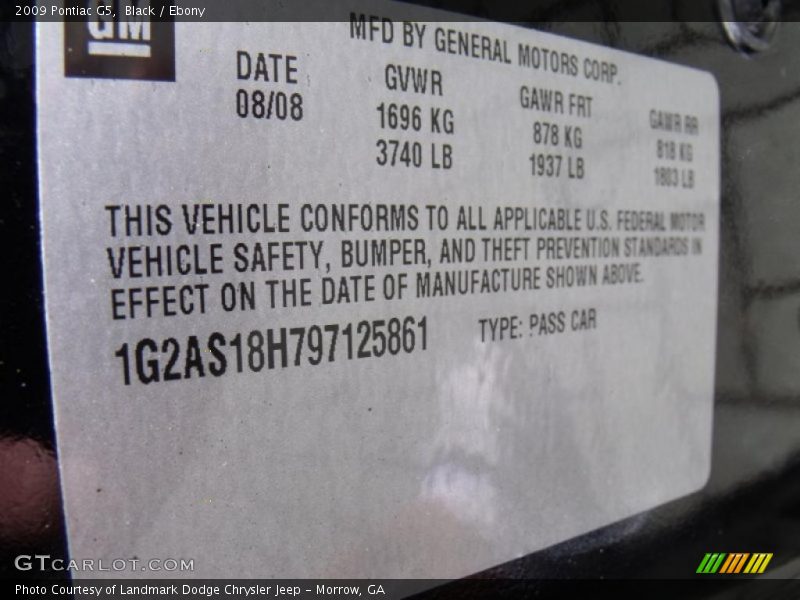 2009 Pontiac G5, Black / Ebony
GM
MFD BY GENERAL MOTORS CORP.
DATE GVWR GAWR FRT GAWR RR
08/08 1696 KG 878 KG 818 KG
3740 LB 1937 LB 1803 LB
THIS VEHICLE CONFORMS TO ALL APPLICABLE U.S. FEDERAL MOTOR
VEHICLE SAFETY, BUMPER, AND THEFT PREVENTION STANDARDS IN
EFFECT ON THE DATE OF MANUFACTURE SHOWN ABOVE.
1G2AS18H797125861 TYPE: PASS CAR
GTCARLOT.COM
Photo Courtesy of Landmark Dodge Chrysler Jeep – Morrow, GA